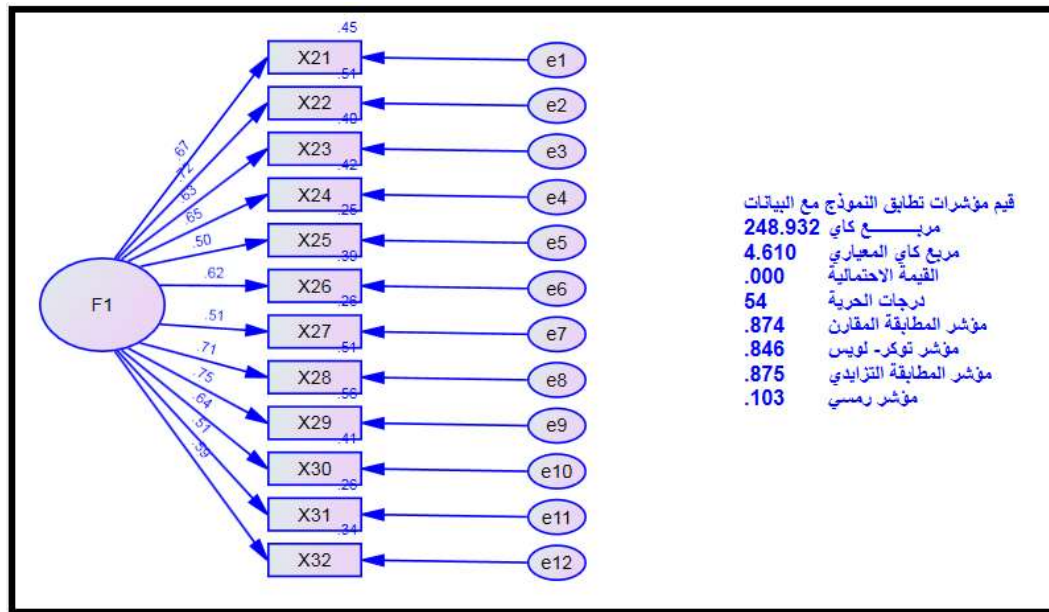 .45
X21
e1
.67
.51
X22
e2
.72
.40
X23
e3
.63
.42
X24
e4
.65
.25
X25
e5
.50
.39
X26
e6
.62
.26
X27
e7
.51
.51
X28
e8
.71
.56
X29
e9
.75
.41
X30
e10
.64
.26
X31
e11
.51
.34
X32
e12
.59
F1
قيم مؤشرات تطابق النموذج مع البيانات
مربـــــــع كاي 248.932
مربع كاي المعياري 4.610
القيمة الاحتمالية .000
درجات الحرية 54
مؤشر المطابقة المقارن .874
مؤشر توكر- لويس .846
مؤشر المطابقة التزايدي .875
مؤشر رمسي .103